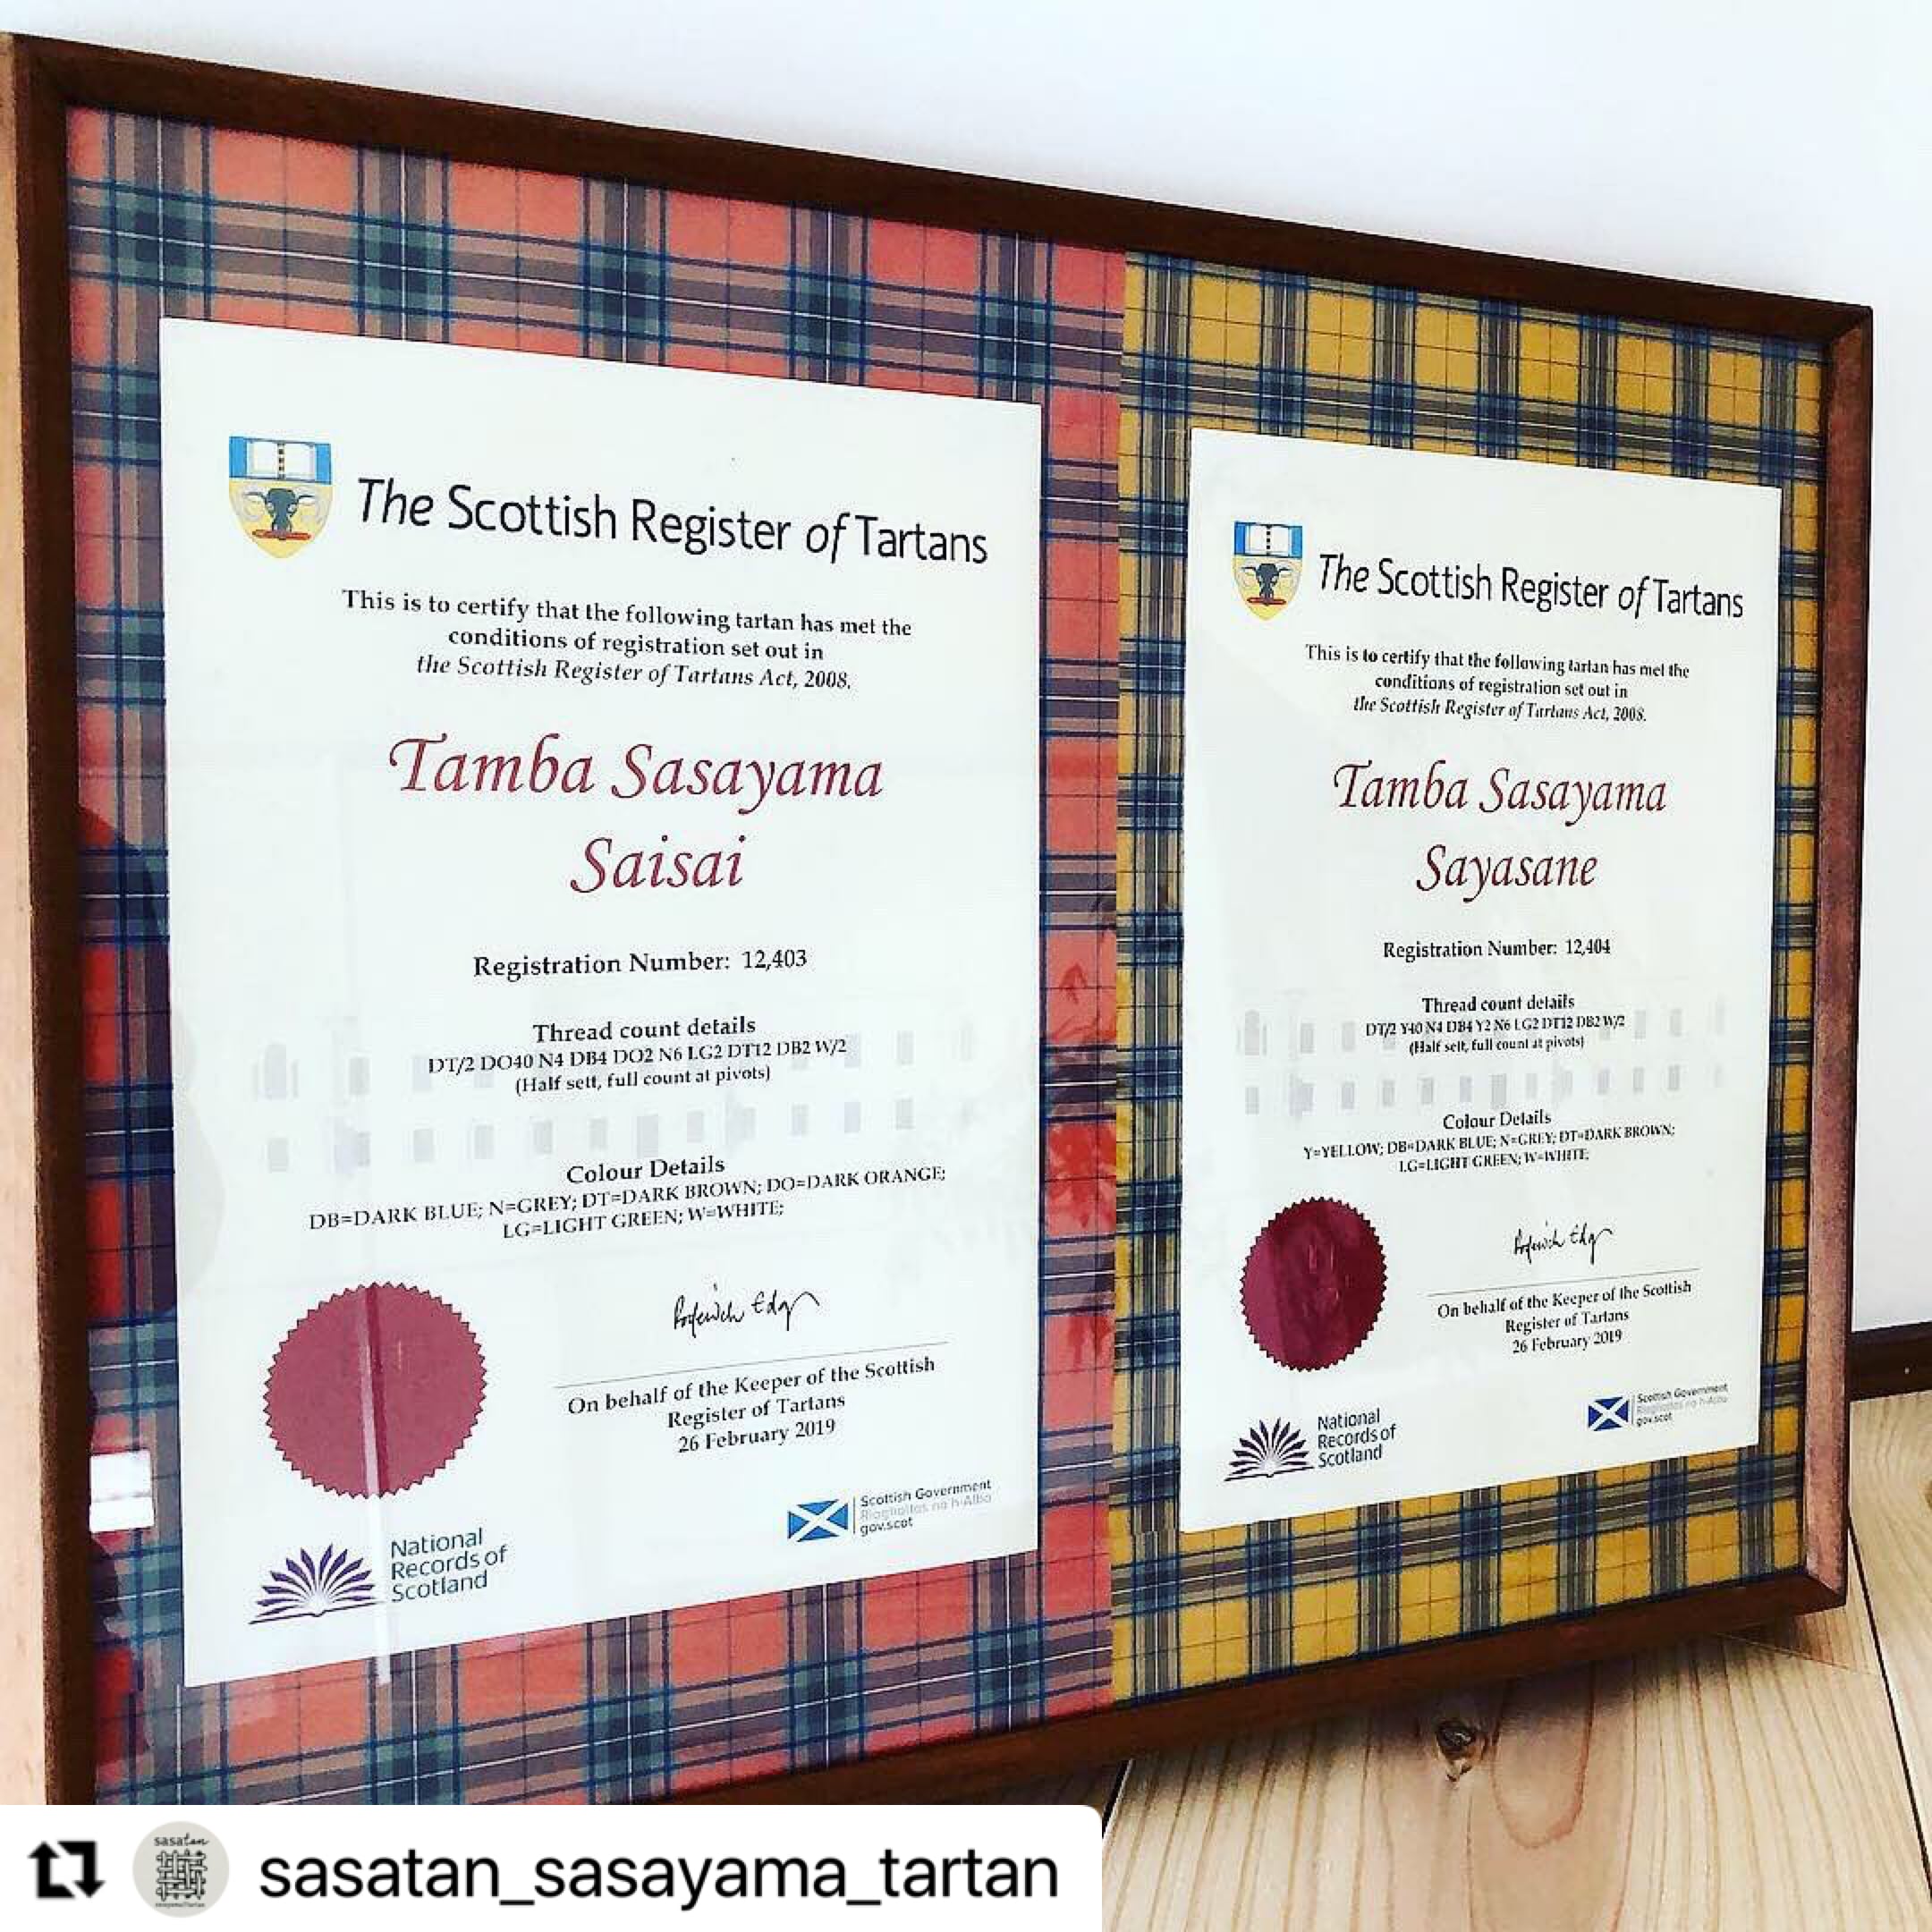 The Scottish Register of Tartans
This is to certify that the following tartan has met the
conditions of registration set out in
the Scottish Register of Tartans Act, 2008.
Tamba Sasayama
Saisai
Registration Number: 12,403
Thread count details
DT/2 DO40 N4 DB4 DO2 N6 LG2 DT12 DB2 W/2
(Half sett, full count at pivots)
Colour Details
DB=DARK BLUE; N=GREY; DT=DARK BROWN; DO=DARK ORANGE;
LG=LIGHT GREEN; W=WHITE;
On behalf of the Keeper of the Scottish
Register of Tartans
26 February 2019
National
Records of
Scotland
Scottish Government
Riaghaltas na h-Alba
gov.scot
The Scottish Register of Tartans
This is to certify that the following tartan has met the
conditions of registration set out in
the Scottish Register of Tartans Act, 2008.
Tamba Sasayama
Sayasane
Registration Number: 12,404
Thread count details
DT/2 Y40 N4 DB4 Y2 N6 LG2 DT12 DB2 W/2
(Half sett, full count at pivots)
Colour Details
Y=YELLOW; DB=DARK BLUE; N=GREY; DT=DARK BROWN;
LG=LIGHT GREEN; W=WHITE;
On behalf of the Keeper of the Scottish
Register of Tartans
26 February 2019
National
Records of
Scotland
Scottish Government
Riaghaltas na h-Alba
gov.scot
sasatan
sasatan_sasayama_tartan